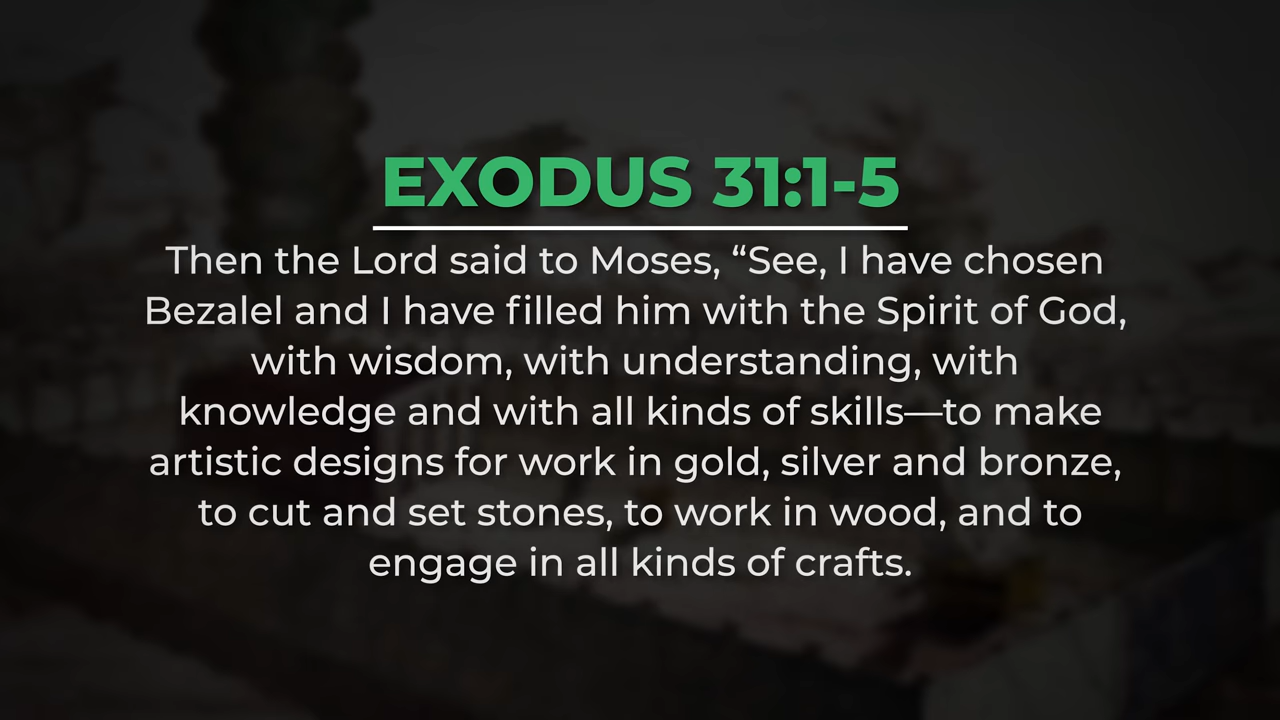 EXODUS 31:1-5
Then the Lord said to Moses, “See, I have chosen
Bezalel and I have filled him with the Spirit of God,
with wisdom, with understanding, with
knowledge and with all kinds of skills—to make
artistic designs for work in gold, silver and bronze,
to cut and set stones, to work in wood, and to
engage in all kinds of crafts.